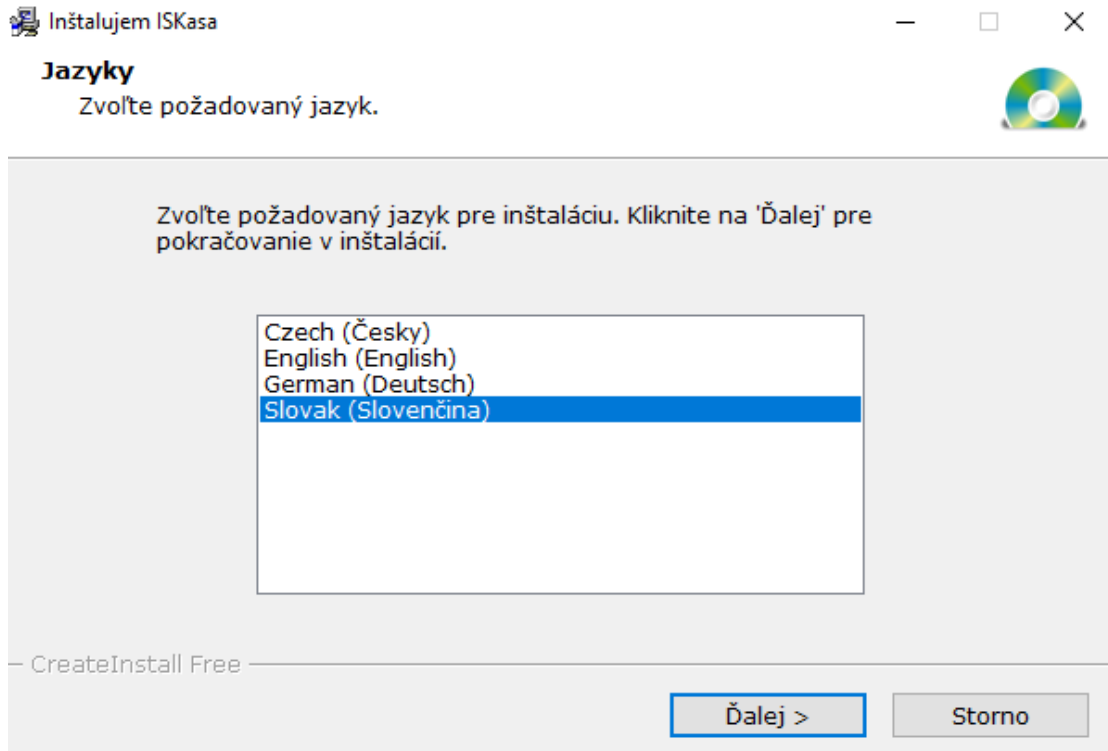 Inštalujem ISKasa
Jazyky
Zvoľte požadovaný jazyk.
Zvoľte požadovaný jazyk pre inštaláciu. Kliknite na 'Ďalej' pre
pokračovanie v inštalácií.
Czech (Česky)
English (English)
German (Deutsch)
Slovak (Slovenčina)
CreateInstall Free
Ďalej >
Storno